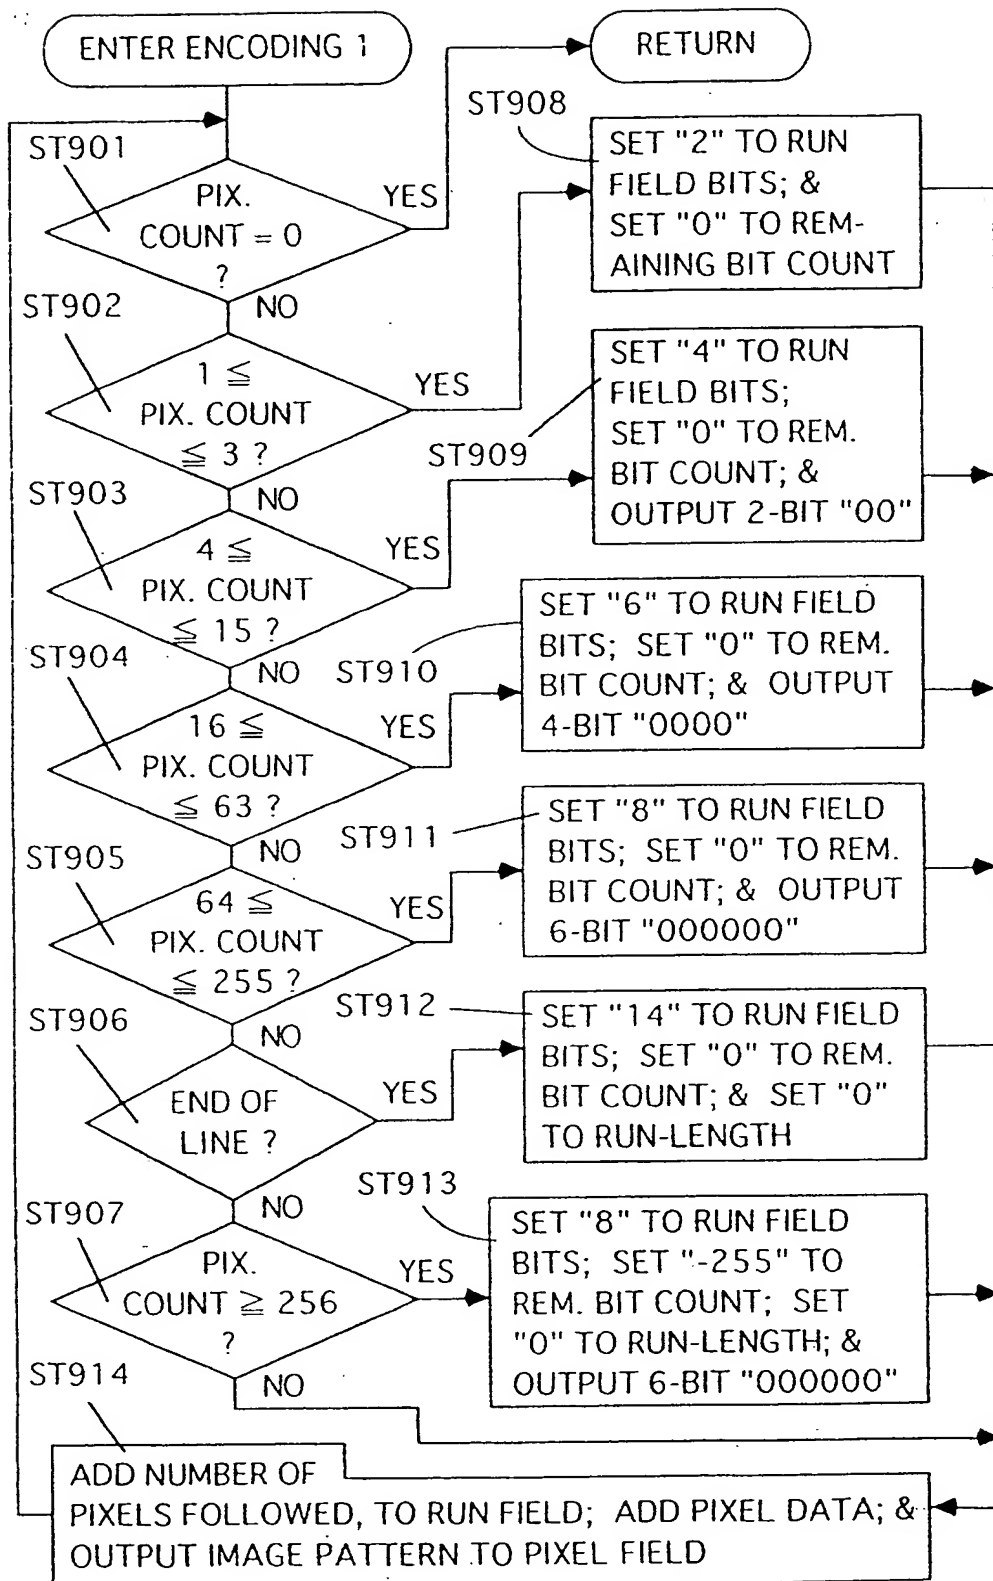 ENTER ENCODING 1
RETURN
ST901
PIX.
COUNT = 0
?
YES
NO
ST908
SET "2" TO RUN
FIELD BITS; &
SET "0" TO REM-
AINING BIT COUNT
ST902
1 ≦
PIX. COUNT
≦ 3 ?
YES
NO
ST909
SET "4" TO RUN
FIELD BITS;
SET "0" TO REM.
BIT COUNT; &
OUTPUT 2-BIT "00"
ST903
4 ≦
PIX. COUNT
≦ 15 ?
YES
NO
ST910
SET "6" TO RUN FIELD
BITS; SET "0" TO REM.
BIT COUNT; & OUTPUT
4-BIT "0000"
ST904
16 ≦
PIX. COUNT
≦ 63 ?
YES
NO
ST911
SET "8" TO RUN FIELD
BITS; SET "0" TO REM.
BIT COUNT; & OUTPUT
6-BIT "000000"
ST905
64 ≦
PIX. COUNT
≦ 255 ?
YES
NO
ST912
SET "14" TO RUN FIELD
BITS; SET "0" TO REM.
BIT COUNT; & SET "0"
TO RUN-LENGTH
ST906
END OF
LINE ?
YES
NO
ST913
SET "8" TO RUN FIELD
BITS; SET "-255" TO
REM. BIT COUNT; SET
"0" TO RUN-LENGTH; &
OUTPUT 6-BIT "000000"
ST907
PIX.
COUNT ≧ 256
?
YES
NO
ST914
ADD NUMBER OF
PIXELS FOLLOWED, TO RUN FIELD; ADD PIXEL DATA; &
OUTPUT IMAGE PATTERN TO PIXEL FIELD